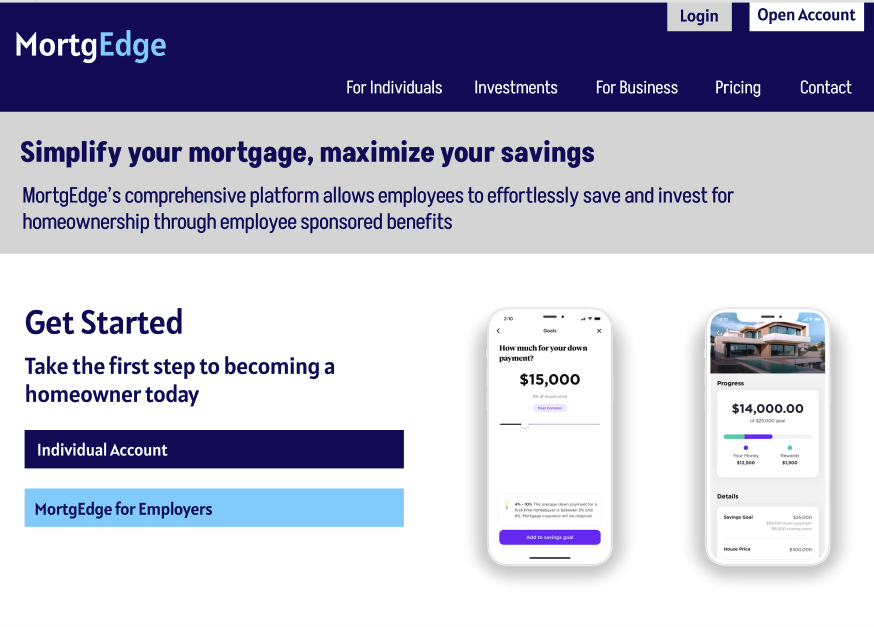 Login
Open Account
MortgEdge
For Individuals
Investments
For Business
Pricing
Contact
Simplify your mortgage, maximize your savings
MortgEdge's comprehensive platform allows employees to effortlessly save and invest for
homeownership through employee sponsored benefits
Get Started
Take the first step to becoming a
homeowner today
Individual Account
MortgEdge for Employers
2:10
Goals
How much for your down
payment?
$15,000
5% of house price
Most Common
4% - 10% The average down payment for a
first-time homebuyer is between 5% and
8%. Mortgage insurance will be required.
Add to savings goal
Progress
$14,000.00
of $25,000 goal
Your Money
$12,500
Rewards
$1,500
Details
Savings Goal
$25,000
down payment
closing costs
House Price
$300,000